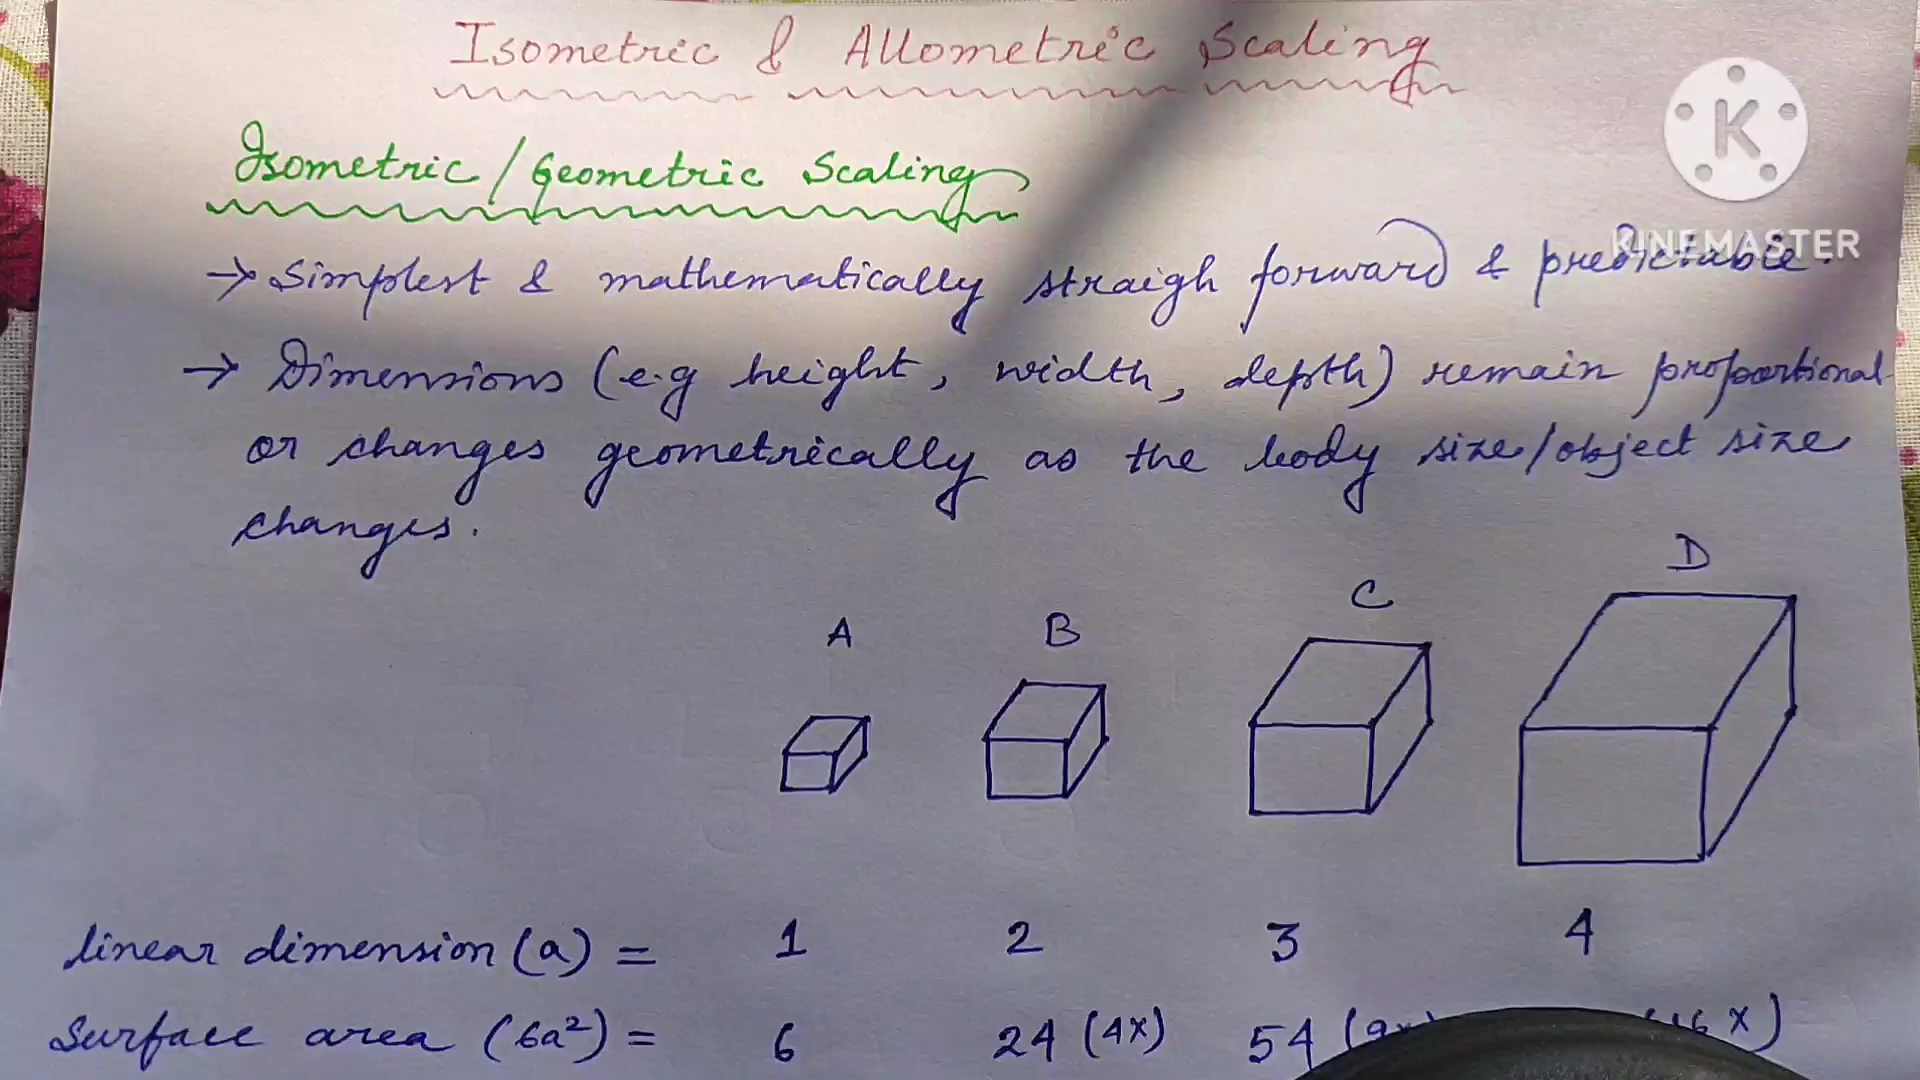 Isometric & Allometric Scaling
Isometric / Geometric Scaling
K
KINEMASTER
→ Simplest & mathematically straigh forward & predictable.
→ Dimensions (e.g height, width, depth) remain proportional
or changes geometrically as the body size/object size
changes.
A B C D
linear dimension (a) = 1 2 3 4
Surface area (6a²) = 6 24 (4x) 54 (9x) (16x)